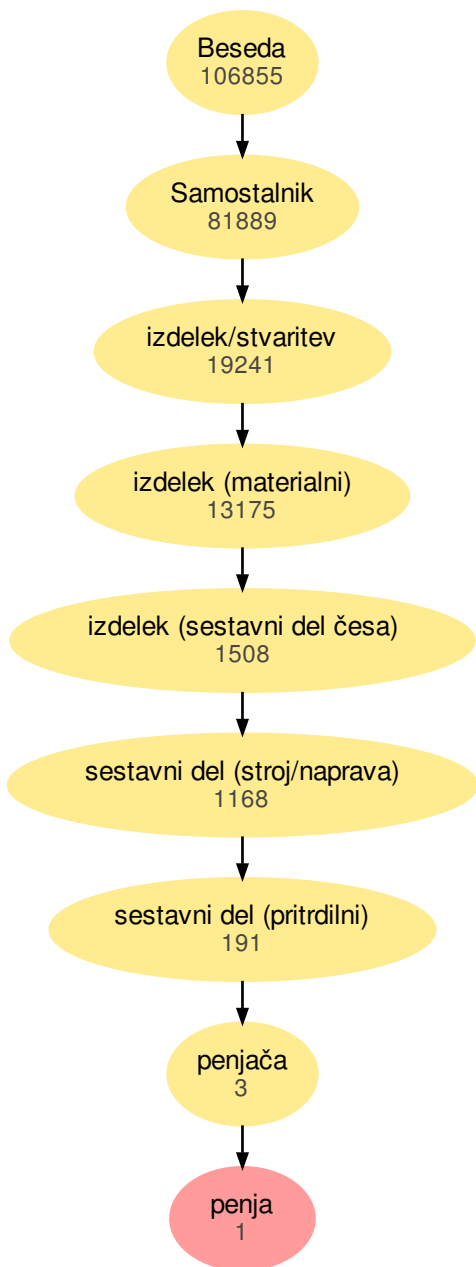 Beseda
106855
Samostalnik
81889
izdelek/stvaritev
19241
izdelek (materialni)
13175
izdelek (sestavni del česa)
1508
sestavni del (stroj/naprava)
1168
sestavni del (pritrdilni)
191
penjača
3
penja
1